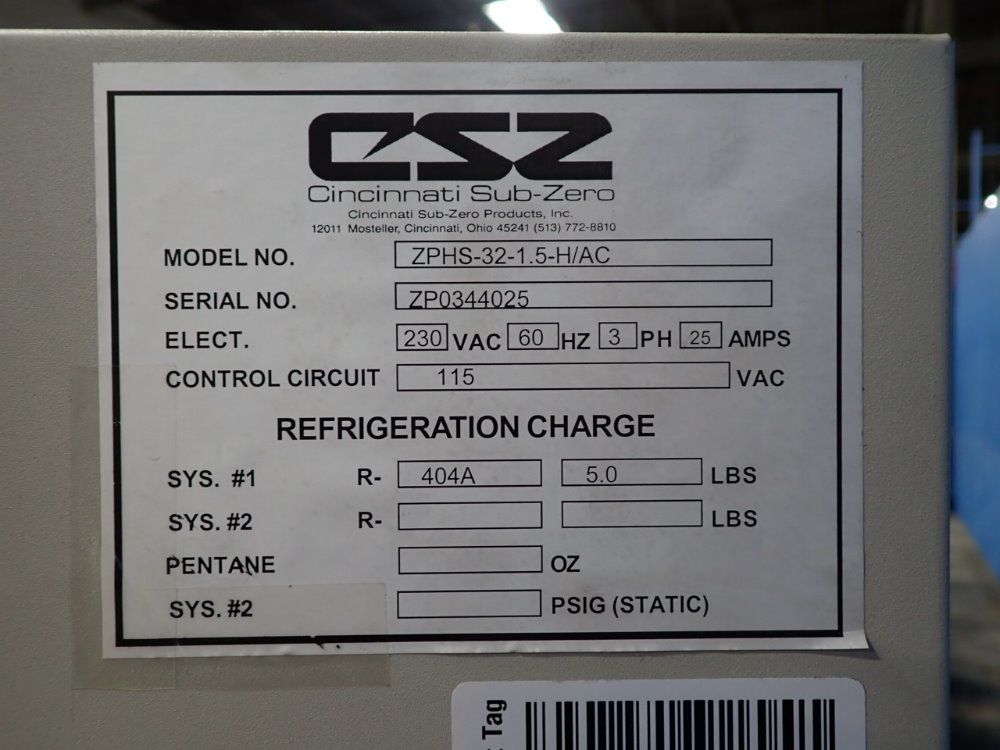 CSZ
Cincinnati Sub-Zero
Cincinnati Sub-Zero Products, Inc.
12011 Mosteller, Cincinnati, Ohio 45241 (513) 772-8810
MODEL NO. ZPHS-32-1.5-H/AC
SERIAL NO. ZP0344025
ELECT. 230 VAC 60 HZ 3 PH 25 AMPS
CONTROL CIRCUIT 115 VAC
REFRIGERATION CHARGE
SYS. #1 R- 404A 5.0 LBS
SYS. #2 R- LBS
PENTANE OZ
SYS. #2 PSIG (STATIC)
Tag